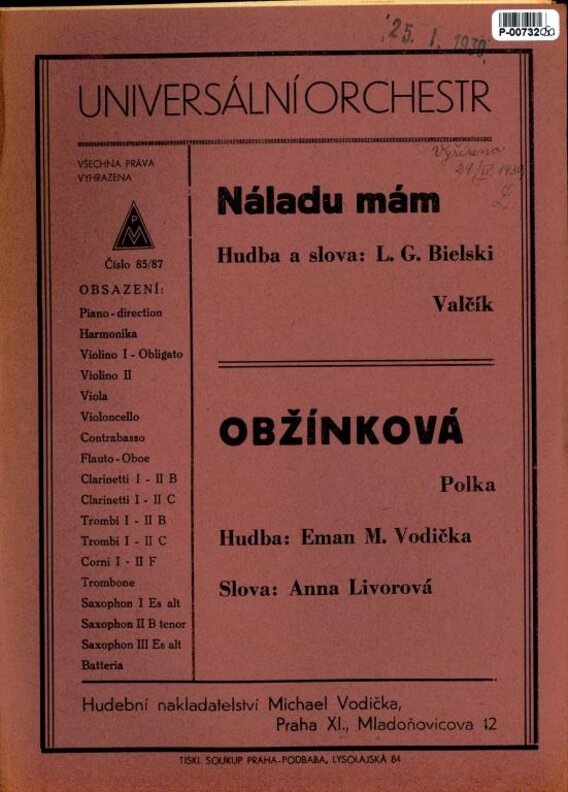 25. I. 1939.
P-00732
UNIVERSÁLNÍ ORCHESTR
VŠECHNA PRÁVA
VYHRAZENA
P
M
Číslo 85/87
OBSAZENÍ:
Piano - direction
Harmonika
Violino I - Obligato
Violino II
Viola
Violoncello
Contrabasso
Flauto - Oboe
Clarinetti I - II B
Clarinetti I - II C
Trombi I - II B
Trombi I - II C
Corni I - II F
Trombone
Saxophon I Es alt
Saxophon II B tenor
Saxophon III Es alt
Batteria
Vyřízeno
Náladu mám
Hudba a slova: L. G. Bielski
Valčík
OBŽÍNKOVÁ
Polka
Hudba: Eman M. Vodička
Slova: Anna Livorová
Hudební nakladatelství Michael Vodička,
Praha XI., Mladoňovicova 12
TISKL SOUKUP PRAHA-PODBABA, LYSOLAJSKÁ 84